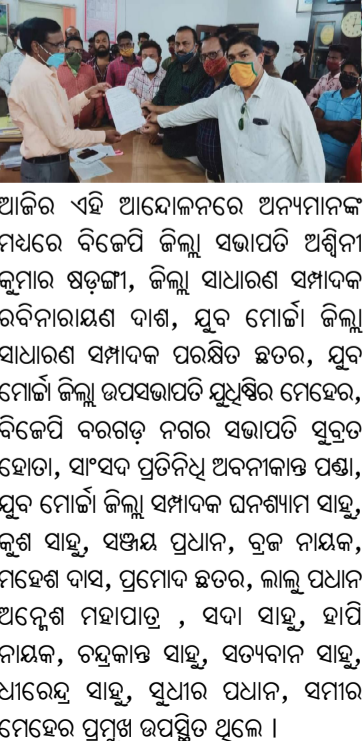 ଆଜିର ଏହି ଆନ୍ଦୋଳନରେ ଅନ୍ୟମାନଙ୍କ
ମଧ୍ୟରେ ବିଜେପି ଜିଲ୍ଲା ସଭାପତି ଅଶ୍ୱିନୀ
କୁମାର ଷଡ଼ଙ୍ଗୀ, ଜିଲ୍ଲା ସାଧାରଣ ସମ୍ପାଦକ
ରବିନାରାୟଣ ଦାଶ, ଯୁବ ମୋର୍ଚ୍ଚା ଜିଲ୍ଲା
ସାଧାରଣ ସମ୍ପାଦକ ପରକ୍ଷିତ ଛତର, ଯୁବ
ମୋର୍ଚ୍ଚା ଜିଲ୍ଲା ଉପସଭାପତି ଯୁଧିଷ୍ଠିର ମେହେର,
ବିଜେପି ବରଗଡ଼ ନଗର ସଭାପତି ସୁବ୍ରତ
ହୋତା, ସାଂସଦ ପ୍ରତିନିଧି ଅବନୀକାନ୍ତ ପଣ୍ଡା,
ଯୁବ ମୋର୍ଚ୍ଚା ଜିଲ୍ଲା ସମ୍ପାଦକ ଘନଶ୍ୟାମ ସାହୁ,
କୁଶ ସାହୁ, ସଞ୍ଜୟ ପ୍ରଧାନ, ବ୍ରଜ ନାୟକ,
ମହେଶ ଦାସ, ପ୍ରମୋଦ ଛତର, ଲାଲୁ ପଧାନ
ଅନ୍ମେଶ ମହାପାତ୍ର , ସଦା ସାହୁ, ହାପି
ନାୟକ, ଚନ୍ଦ୍ରକାନ୍ତ ସାହୁ, ସତ୍ୟବାନ ସାହୁ,
ଧୀରେନ୍ଦ୍ର ସାହୁ, ସୁଧୀର ପଧାନ, ସମୀର
ମେହେର ପ୍ରମୁଖ ଉପସ୍ଥିତ ଥିଲେ ।